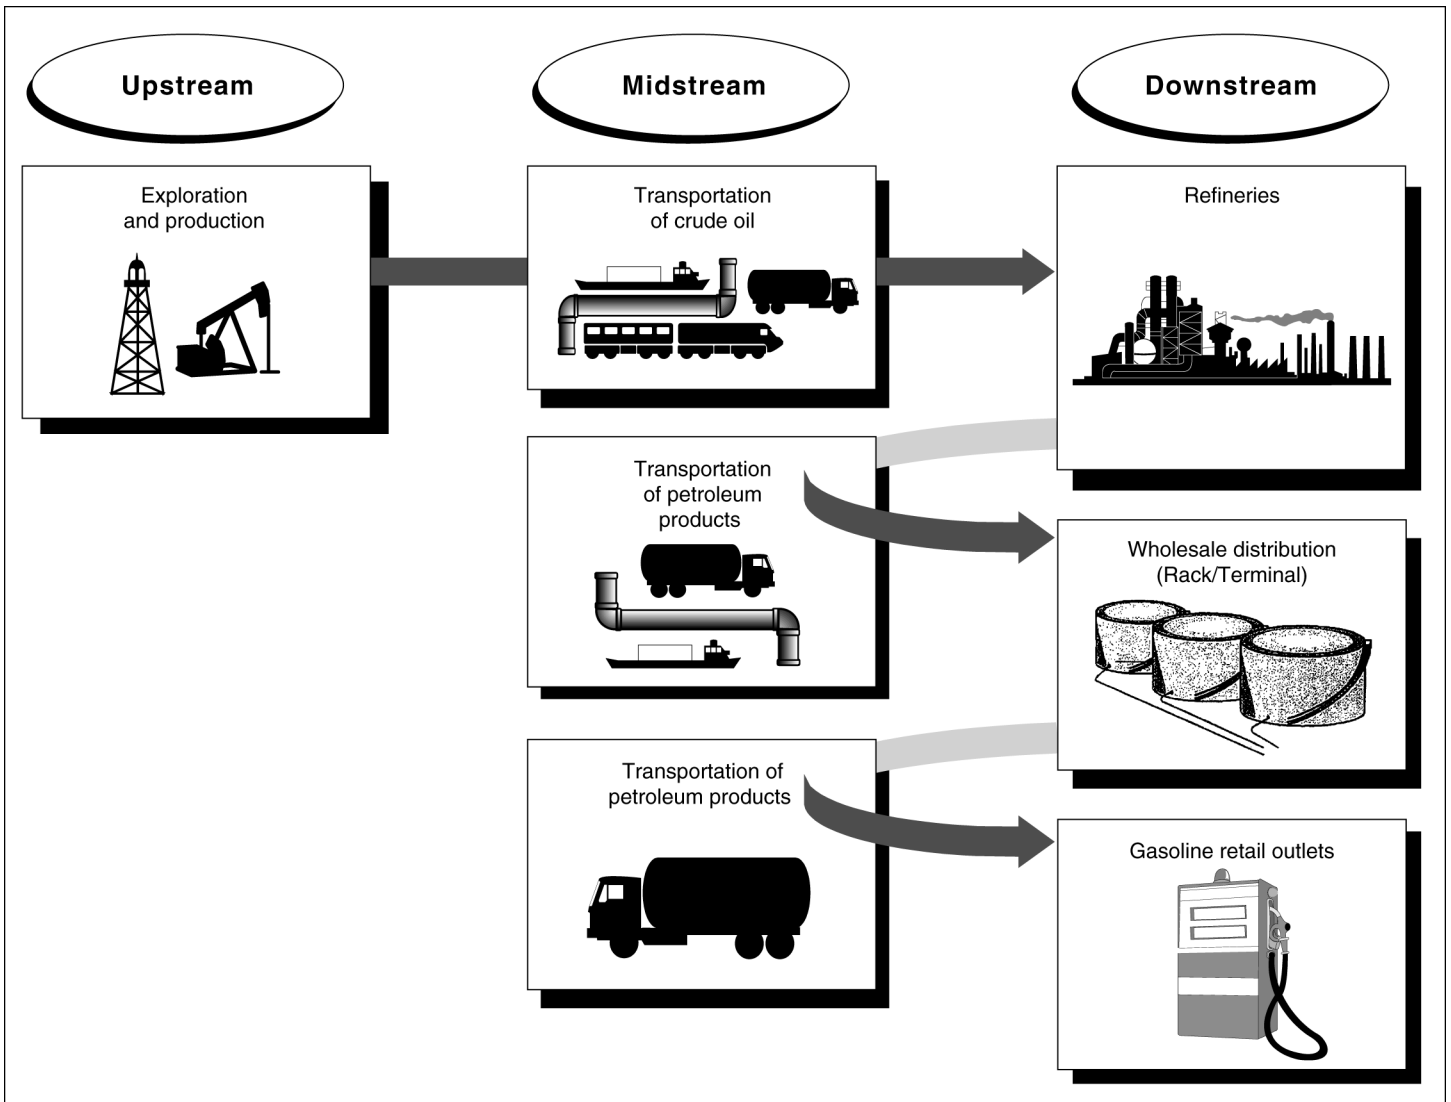 Upstream
Midstream
Downstream
Exploration
and production
Transportation
of crude oil
Refineries
Transportation
of petroleum
products
Wholesale distribution
(Rack/Terminal)
Transportation of
petroleum products
Gasoline retail outlets